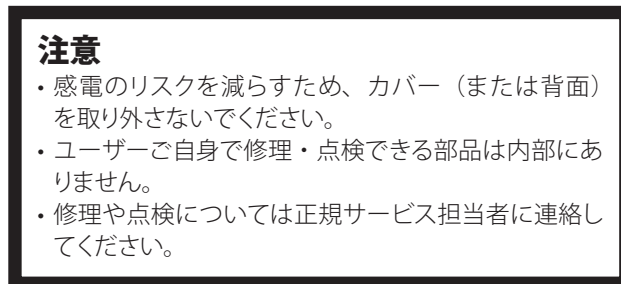 注意
・感電のリスクを減らすため、カバー（または背面）
を取り外さないでください。
・ユーザーご自身で修理・点検できる部品は内部にあ
りません。
・修理や点検については正規サービス担当者に連絡し
てください。